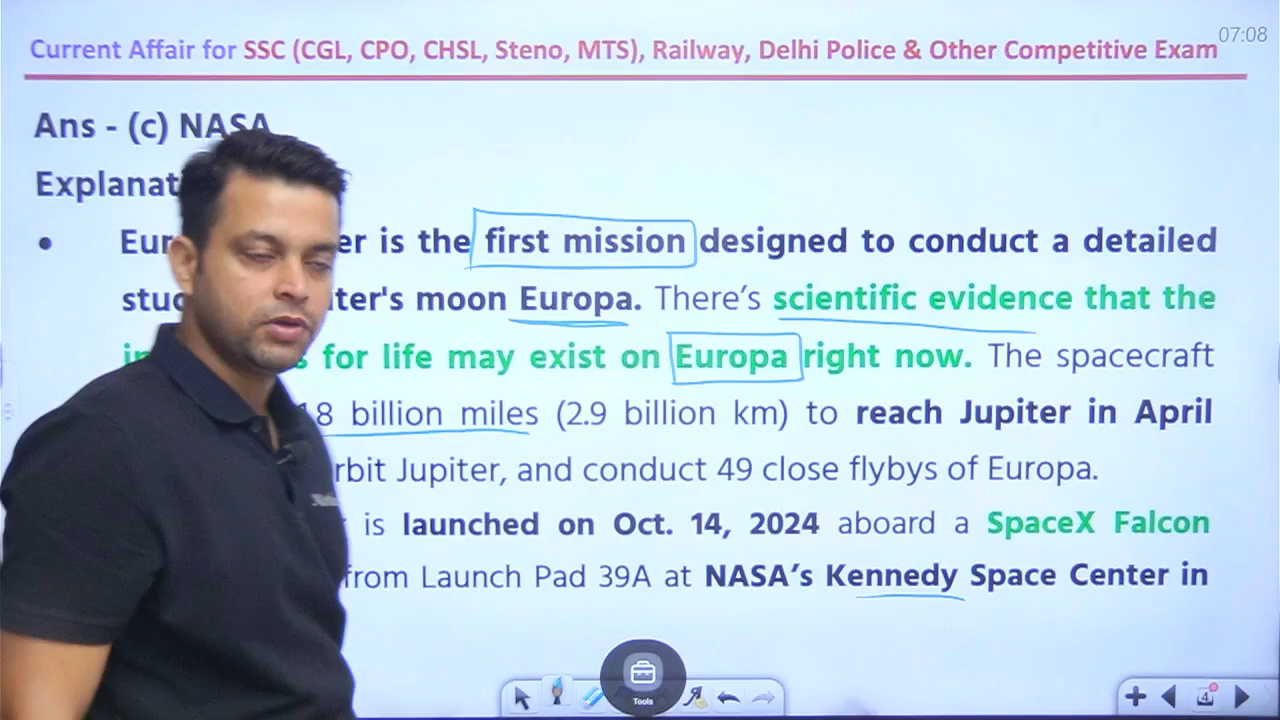 07:08
Current Affair for SSC (CGL, CPO, CHSL, Steno, MTS), Railway, Delhi Police & Other Competitive Exam
Ans - (c) NASA
Explanati
• Eur er is the first mission designed to conduct a detailed
stu ter's moon Europa. There's scientific evidence that the
in s for life may exist on Europa right now. The spacecraft
8 billion miles (2.9 billion km) to reach Jupiter in April
rbit Jupiter, and conduct 49 close flybys of Europa.
is launched on Oct. 14, 2024 aboard a SpaceX Falcon
from Launch Pad 39A at NASA's Kennedy Space Center in
Tools
4